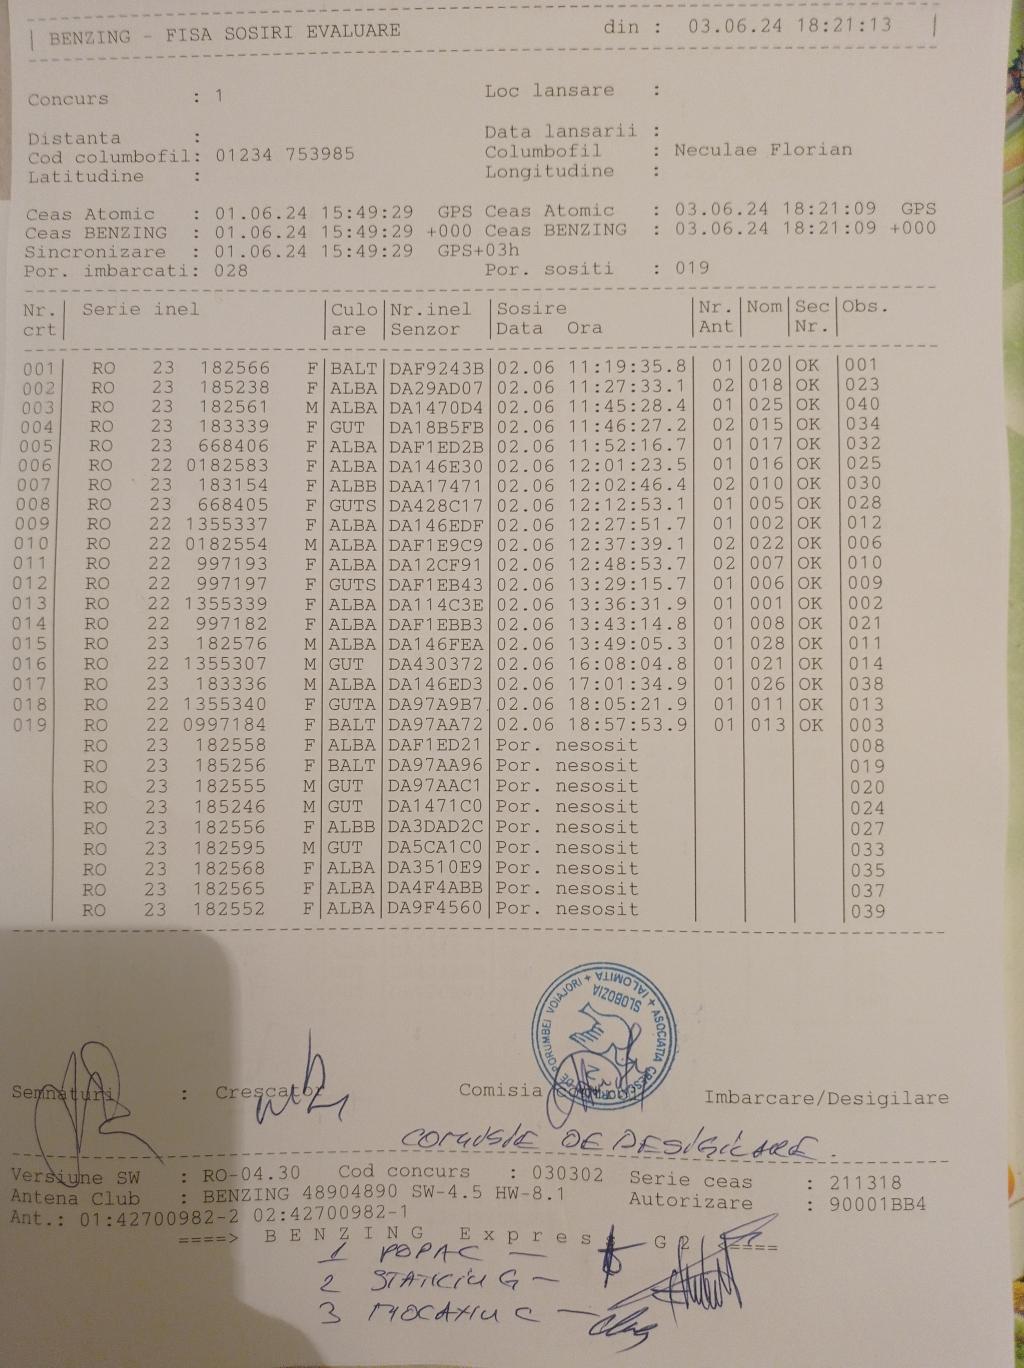 BENZING - FISA SOSIRI EVALUARE din : 03.06.24 18:21:13
Concurs : 1 Loc lansare :
Distanta : Data lansarii :
Cod columbofil: 01234 753985 Columbofil : Neculae Florian
Latitudine : Longitudine :
Ceas Atomic : 01.06.24 15:49:29 GPS Ceas Atomic : 03.06.24 18:21:09 GPS
Ceas BENZING : 01.06.24 15:49:29 +000 Ceas BENZING : 03.06.24 18:21:09 +000
Sincronizare : 01.06.24 15:49:29 GPS+03h
Por. imbarcati: 028 Por. sositi : 019
Nr. Serie inel Culo Nr.inel Sosire Nr. Nom Sec Obs.
crt are Senzor Data Ora Ant Nr.
001 RO 23 182566 F BALT DAF9243B 02.06 11:19:35.8 01 020 OK 001
002 RO 23 185238 F ALBA DA29AD07 02.06 11:27:33.1 02 018 OK 023
003 RO 23 182561 M ALBA DA1470D4 02.06 11:45:28.4 01 025 OK 040
004 RO 23 183339 F GUT DA18B5FB 02.06 11:46:27.2 02 015 OK 034
005 RO 23 668406 F ALBA DAF1ED2B 02.06 11:52:16.7 01 017 OK 032
006 RO 22 0182583 F ALBA DA146E30 02.06 12:01:23.5 01 016 OK 025
007 RO 23 183154 F ALBB DAA17471 02.06 12:02:46.4 02 010 OK 030
008 RO 23 668405 F GUTS DA428C17 02.06 12:12:53.1 01 005 OK 028
009 RO 22 1355337 F ALBA DA146EDF 02.06 12:27:51.7 01 002 OK 012
010 RO 22 0182554 M ALBA DAF1E9C9 02.06 12:37:39.1 02 022 OK 006
011 RO 22 997193 F ALBA DA12CF91 02.06 12:48:53.7 02 007 OK 010
012 RO 22 997197 F GUTS DAF1EB43 02.06 13:29:15.7 01 006 OK 009
013 RO 22 1355339 F ALBA DA114C3E 02.06 13:36:31.9 01 001 OK 002
014 RO 22 997182 F ALBA DAF1EBB3 02.06 13:43:14.8 01 008 OK 021
015 RO 23 182576 M ALBA DA146FEA 02.06 13:49:05.3 01 028 OK 011
016 RO 22 1355307 M GUT DA430372 02.06 16:08:04.8 01 021 OK 014
017 RO 23 183336 M ALBA DA146ED3 02.06 17:01:34.9 01 026 OK 038
018 RO 22 1355340 F GUTA DA97A9B7 02.06 18:05:21.9 01 011 OK 013
019 RO 22 0997184 F BALT DA97AA72 02.06 18:57:53.9 01 013 OK 003
RO 23 182558 F ALBA DAF1ED21 Por. nesosit 008
RO 23 185256 F BALT DA97AA96 Por. nesosit 019
RO 23 182555 M GUT DA97AAC1 Por. nesosit 020
RO 23 185246 M GUT DA1471C0 Por. nesosit 024
RO 23 182556 F ALBB DA3DAD2C Por. nesosit 027
RO 23 182595 M GUT DA5CA1C0 Por. nesosit 033
RO 23 182568 F ALBA DA3510E9 Por. nesosit 035
RO 23 182565 F ALBA DA4F4ABB Por. nesosit 037
RO 23 182552 F ALBA DA9F4560 Por. nesosit 039
ASOCIATIA CRESCATORILOR DE PORUMBEI VOIAJORI + IALOMITA +
SLOBOZIA
Semnaturi : Crescator Comisia Imbarcare/Desigilare
COMISIE DE DESIGILARE.
Versiune SW : RO-04.30 Cod concurs : 030302 Serie ceas : 211318
Antena Club : BENZING 48904890 SW-4.5 HW-8.1 Autorizare : 90001BB4
Ant.: 01:42700982-2 02:42700982-1
====> BENZING Express G2 <====
1 POPA C —
2 STANCIU G —
3 MOCANU C —